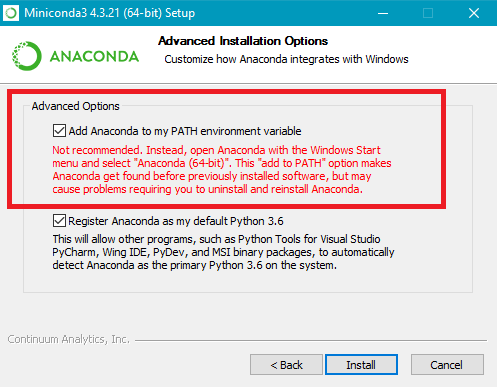 Miniconda3 4.3.21 (64-bit) Setup
Advanced Installation Options
Customize how Anaconda integrates with Windows
ANACONDA
Advanced Options
Add Anaconda to my PATH environment variable
Not recommended. Instead, open Anaconda with the Windows Start
menu and select "Anaconda (64-bit)". This "add to PATH" option makes
Anaconda get found before previously installed software, but may
cause problems requiring you to uninstall and reinstall Anaconda.
Register Anaconda as my default Python 3.6
This will allow other programs, such as Python Tools for Visual Studio
PyCharm, Wing IDE, PyDev, and MSI binary packages, to automatically
detect Anaconda as the primary Python 3.6 on the system.
Continuum Analytics, Inc.
< Back
Install
Cancel